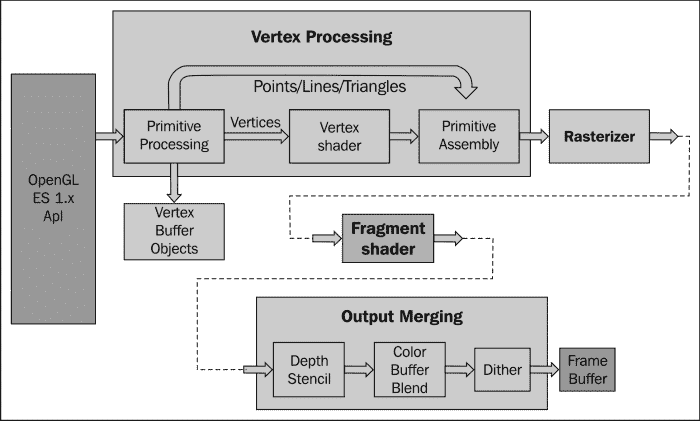 Vertex Processing
Points/Lines/Triangles
OpenGL
ES 1.x
ApI
Primitive
Processing
Vertices
Vertex
shader
Primitive
Assembly
Rasterizer
Vertex
Buffer
Objects
Fragment
shader
Output Merging
Depth
Stencil
Color
Buffer
Blend
Dither
Frame
Buffer